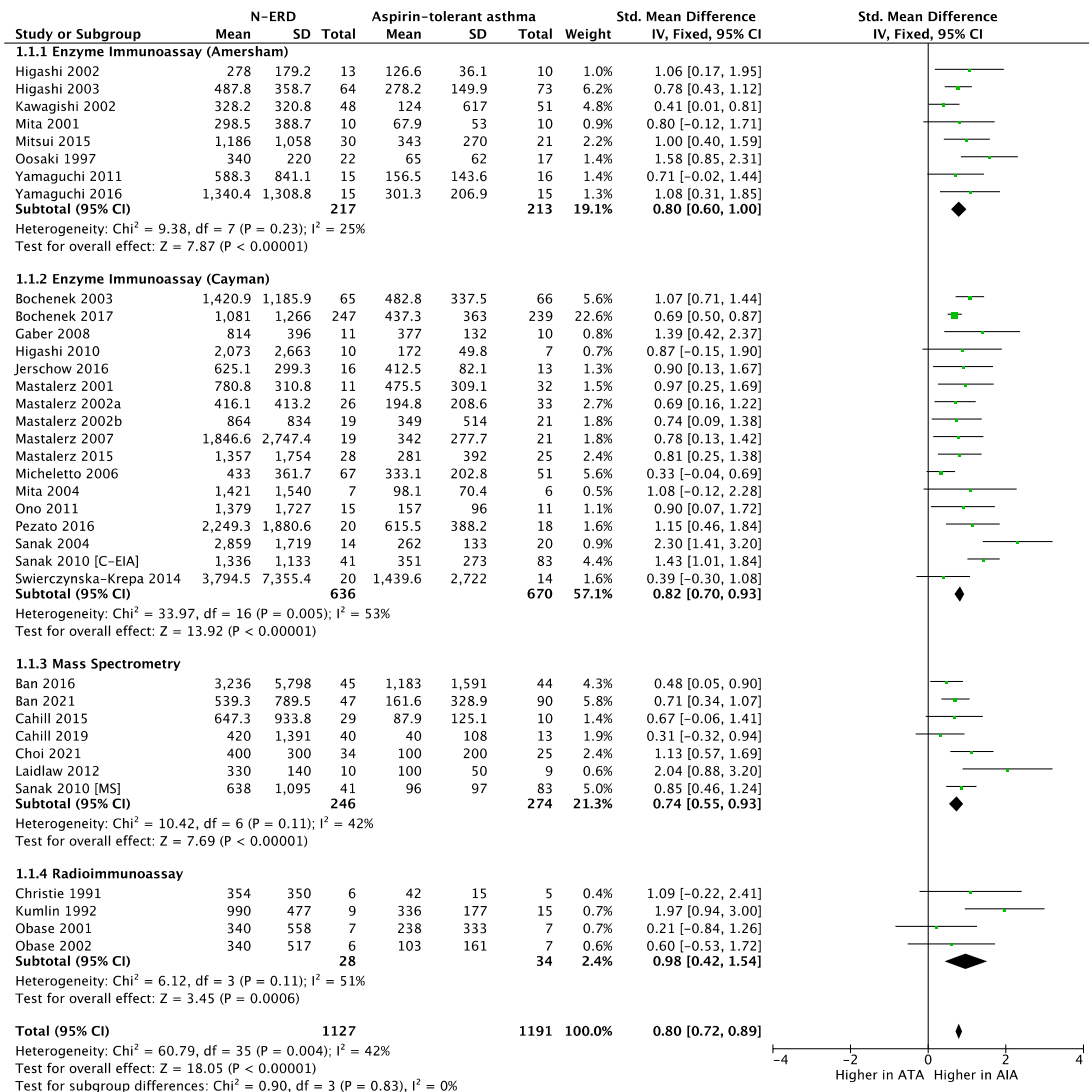 N-ERD Aspirin-tolerant asthma Std. Mean Difference Std. Mean Difference
Study or Subgroup Mean SD Total Mean SD Total Weight IV, Fixed, 95% CI IV, Fixed, 95% CI
1.1.1 Enzyme Immunoassay (Amersham)
Higashi 2002 278 179.2 13 126.6 36.1 10 1.0% 1.06 [0.17, 1.95]
Higashi 2003 487.8 358.7 64 278.2 149.9 73 6.2% 0.78 [0.43, 1.12]
Kawagishi 2002 328.2 320.8 48 124 617 51 4.8% 0.41 [0.01, 0.81]
Mita 2001 298.5 388.7 10 67.9 53 10 0.9% 0.80 [-0.12, 1.71]
Mitsui 2015 1,186 1,058 30 343 270 21 2.2% 1.00 [0.40, 1.59]
Oosaki 1997 340 220 22 65 62 17 1.4% 1.58 [0.85, 2.31]
Yamaguchi 2011 588.3 841.1 15 156.5 143.6 16 1.4% 0.71 [-0.02, 1.44]
Yamaguchi 2016 1,340.4 1,308.8 15 301.3 206.9 15 1.3% 1.08 [0.31, 1.85]
Subtotal (95% CI) 217 213 19.1% 0.80 [0.60, 1.00]
Heterogeneity: Chi² = 9.38, df = 7 (P = 0.23); I² = 25%
Test for overall effect: Z = 7.87 (P < 0.00001)
1.1.2 Enzyme Immunoassay (Cayman)
Bochenek 2003 1,420.9 1,185.9 65 482.8 337.5 66 5.6% 1.07 [0.71, 1.44]
Bochenek 2017 1,081 1,266 247 437.3 363 239 22.6% 0.69 [0.50, 0.87]
Gaber 2008 814 396 11 377 132 10 0.8% 1.39 [0.42, 2.37]
Higashi 2010 2,073 2,663 10 172 49.8 7 0.7% 0.87 [-0.15, 1.90]
Jerschow 2016 625.1 299.3 16 412.5 82.1 13 1.2% 0.90 [0.13, 1.67]
Mastalerz 2001 780.8 310.8 11 475.5 309.1 32 1.4% 0.97 [0.25, 1.69]
Mastalerz 2002a 416.1 413.2 26 194.8 208.6 33 2.7% 0.69 [0.16, 1.22]
Mastalerz 2002b 864 834 19 349 514 21 1.8% 0.74 [0.09, 1.38]
Mastalerz 2007 1,846.6 2,747.4 19 342 277.7 21 1.8% 0.78 [0.13, 1.42]
Mastalerz 2015 1,357 1,754 28 281 392 25 2.4% 0.81 [0.25, 1.38]
Micheletto 2006 433 361.7 67 333.1 202.8 51 5.6% 0.33 [-0.04, 0.69]
Mita 2004 1,421 1,540 7 98.1 70.4 6 0.5% 1.08 [-0.12, 2.28]
Ono 2011 1,379 1,727 15 157 96 11 1.1% 0.90 [0.07, 1.72]
Pezato 2016 2,249.3 1,880.6 20 615.5 388.2 18 1.6% 1.15 [0.46, 1.84]
Sanak 2004 2,859 1,719 14 262 133 20 0.9% 2.30 [1.41, 3.20]
Sanak 2010 [C-EIA] 1,336 1,133 41 351 273 83 4.4% 1.43 [1.01, 1.84]
Swierczynska-Krepa 2014 3,794.5 7,355.4 20 1,439.6 2,722 14 1.6% 0.39 [-0.30, 1.08]
Subtotal (95% CI) 636 670 57.1% 0.82 [0.70, 0.93]
Heterogeneity: Chi² = 33.97, df = 16 (P = 0.005); I² = 53%
Test for overall effect: Z = 13.92 (P < 0.00001)
1.1.3 Mass Spectrometry
Ban 2016 3,236 5,798 45 1,183 1,591 44 4.3% 0.48 [0.05, 0.90]
Ban 2021 539.3 789.5 47 161.6 328.9 90 5.8% 0.71 [0.34, 1.07]
Cahill 2015 647.3 933.8 29 87.9 125.1 10 1.4% 0.67 [-0.06, 1.41]
Cahill 2019 420 1,391 40 40 108 13 1.9% 0.31 [-0.32, 0.94]
Choi 2021 400 300 34 100 200 25 2.4% 1.13 [0.57, 1.69]
Laidlaw 2012 330 140 10 100 50 9 0.6% 2.04 [0.88, 3.20]
Sanak 2010 [MS] 638 1,095 41 96 97 83 5.0% 0.85 [0.46, 1.24]
Subtotal (95% CI) 246 274 21.3% 0.74 [0.55, 0.93]
Heterogeneity: Chi² = 10.42, df = 6 (P = 0.11); I² = 42%
Test for overall effect: Z = 7.69 (P < 0.00001)
1.1.4 Radioimmunoassay
Christie 1991 354 350 6 42 15 5 0.4% 1.09 [-0.22, 2.41]
Kumlin 1992 990 477 9 336 177 15 0.7% 1.97 [0.94, 3.00]
Obase 2001 340 558 7 238 333 7 0.7% 0.21 [-0.84, 1.26]
Obase 2002 340 517 6 103 161 7 0.6% 0.60 [-0.53, 1.72]
Subtotal (95% CI) 28 34 2.4% 0.98 [0.42, 1.54]
Heterogeneity: Chi² = 6.12, df = 3 (P = 0.11); I² = 51%
Test for overall effect: Z = 3.45 (P = 0.0006)
Total (95% CI) 1127 1191 100.0% 0.80 [0.72, 0.89]
Heterogeneity: Chi² = 60.79, df = 35 (P = 0.004); I² = 42%
Test for overall effect: Z = 18.05 (P < 0.00001)
Test for subgroup differences: Chi² = 0.90, df = 3 (P = 0.83), I² = 0%
-4 -2 0 2 4
Higher in ATA Higher in AIA